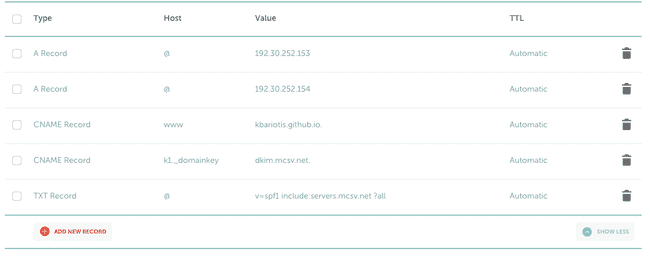 Type Host Value TTL
A Record @ 192.30.252.153 Automatic
A Record @ 192.30.252.154 Automatic
CNAME Record www kbariotis.github.io. Automatic
CNAME Record k1._domainkey dkim.mcsv.net. Automatic
TXT Record @ v=spf1 include:servers.mcsv.net ?all Automatic
ADD NEW RECORD SHOW LESS